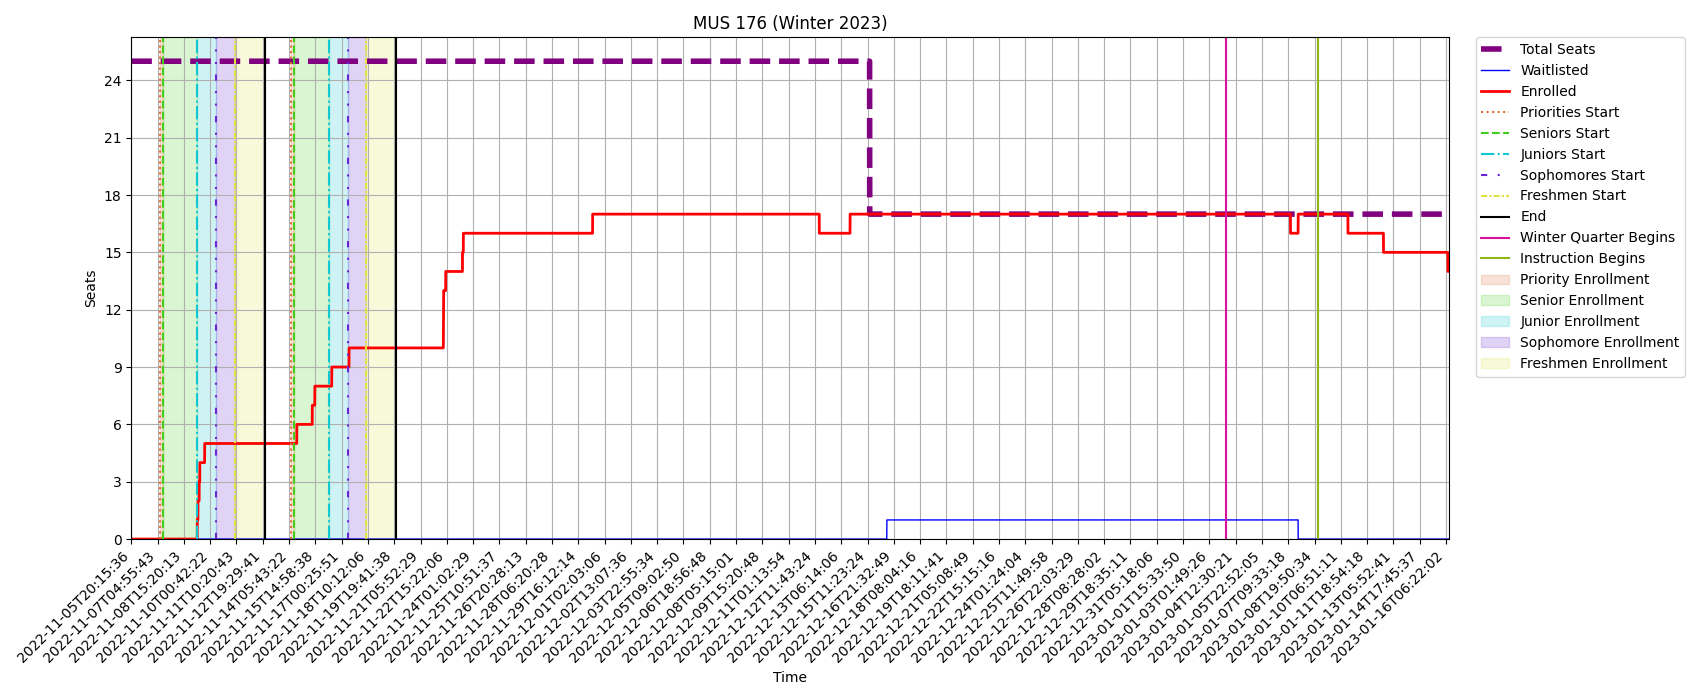 MUS 176 (Winter 2023)
24
21
18
15
12
9
6
3
0
Seats
2022-11-05T20:15:36
2022-11-07T04:55:43
2022-11-08T15:20:13
2022-11-10T00:42:22
2022-11-11T10:20:43
2022-11-12T19:29:41
2022-11-14T05:43:22
2022-11-15T14:58:38
2022-11-17T00:25:51
2022-11-18T10:12:06
2022-11-19T19:41:38
2022-11-21T05:52:29
2022-11-22T15:22:06
2022-11-24T01:02:29
2022-11-25T10:51:37
2022-11-26T20:28:13
2022-11-28T06:20:28
2022-11-29T16:12:14
2022-12-01T02:03:06
2022-12-02T13:07:36
2022-12-03T22:55:34
2022-12-05T09:02:50
2022-12-06T18:56:48
2022-12-08T05:15:01
2022-12-09T15:20:48
2022-12-11T01:13:54
2022-12-12T11:43:24
2022-12-13T06:14:06
2022-12-15T11:23:24
2022-12-16T21:32:49
2022-12-18T08:04:16
2022-12-19T18:11:41
2022-12-21T05:08:49
2022-12-22T15:15:16
2022-12-24T01:24:04
2022-12-25T11:49:58
2022-12-26T22:03:29
2022-12-28T08:28:02
2022-12-29T18:35:11
2022-12-31T05:18:06
2023-01-01T15:33:50
2023-01-03T01:49:26
2023-01-04T12:30:21
2023-01-05T22:52:05
2023-01-07T09:33:18
2023-01-08T19:50:34
2023-01-10T06:51:11
2023-01-11T18:54:18
2023-01-13T05:52:41
2023-01-14T17:45:37
2023-01-16T06:22:02
Time
Total Seats
Waitlisted
Enrolled
Priorities Start
Seniors Start
Juniors Start
Sophomores Start
Freshmen Start
End
Winter Quarter Begins
Instruction Begins
Priority Enrollment
Senior Enrollment
Junior Enrollment
Sophomore Enrollment
Freshmen Enrollment